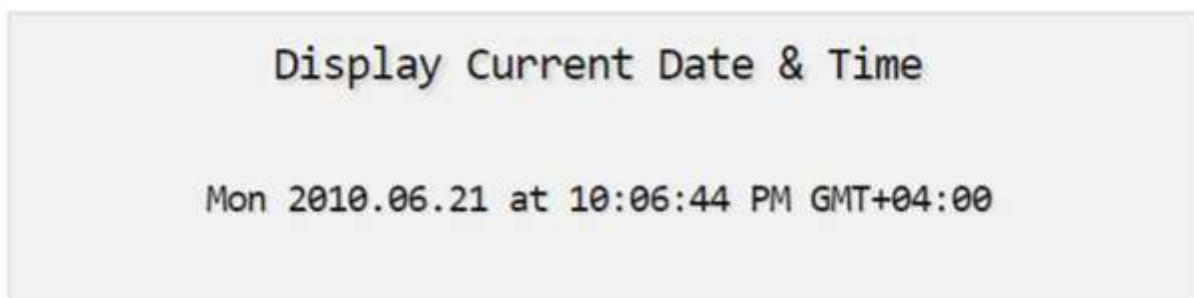 Display Current Date & Time
Mon 2010.06.21 at 10:06:44 PM GMT+04:00